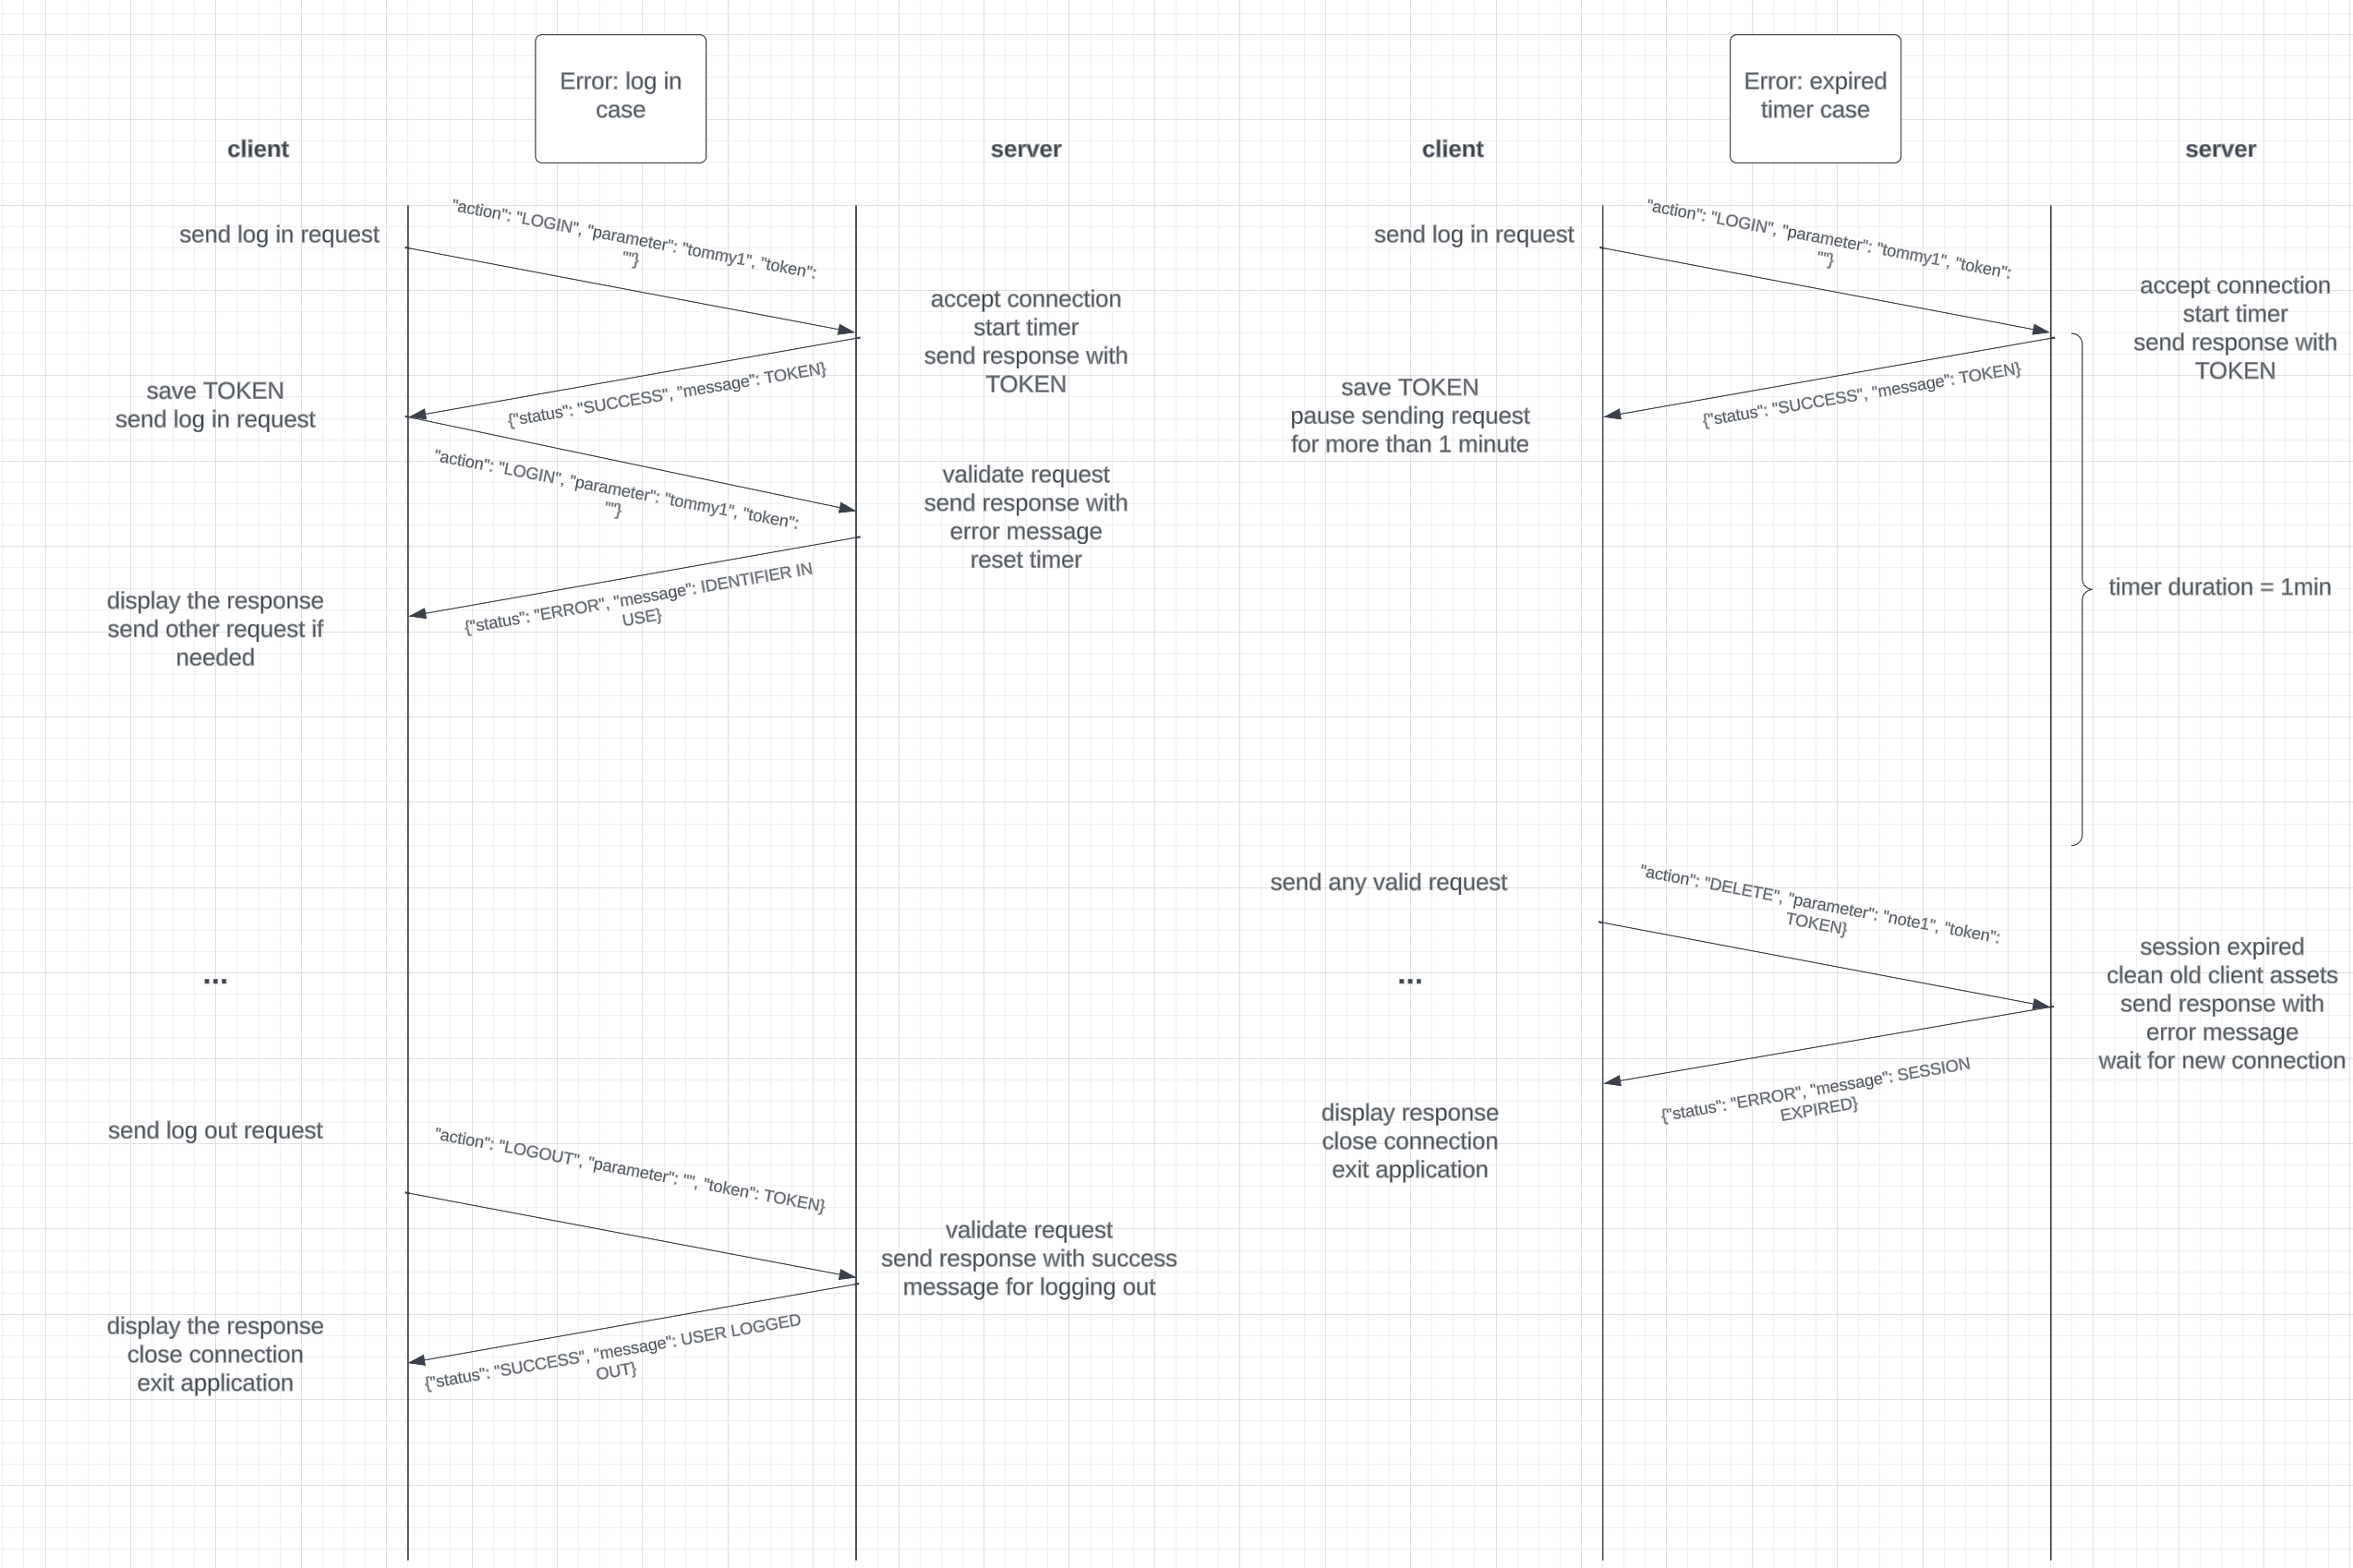 Error: log in
case
client
server
send log in request
"action": "LOGIN", "parameter": "tommy1", "token":
""}
accept connection
start timer
send response with
TOKEN
{"status": "SUCCESS", "message": TOKEN}
save TOKEN
send log in request
"action": "LOGIN", "parameter": "tommy1", "token":
""}
validate request
send response with
error message
reset timer
{"status": "ERROR", "message": IDENTIFIER IN
USE}
display the response
send other request if
needed
...
send log out request
"action": "LOGOUT", "parameter": "", "token": TOKEN}
validate request
send response with success
message for logging out
{"status": "SUCCESS", "message": USER LOGGED
OUT}
display the response
close connection
exit application
Error: expired
timer case
client
server
send log in request
"action": "LOGIN", "parameter": "tommy1", "token":
""}
accept connection
start timer
send response with
TOKEN
{"status": "SUCCESS", "message": TOKEN}
save TOKEN
pause sending request
for more than 1 minute
timer duration = 1min
send any valid request
"action": "DELETE", "parameter": "note1", "token":
TOKEN}
...
session expired
clean old client assets
send response with
error message
wait for new connection
{"status": "ERROR", "message": SESSION
EXPIRED}
display response
close connection
exit application